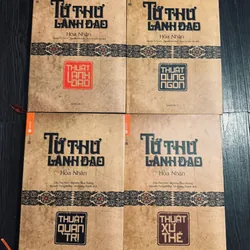 TỨ THƯ
LÃNH ĐẠO
Hòa Nhân
THUẬT
LÃNH
ĐẠO
TỨ THƯ
LÃNH ĐẠO
Hòa Nhân
THUẬT
DỤNG
NGÔN
TỨ THƯ
LÃNH ĐẠO
Hòa Nhân
THUẬT
QUẢN
TRỊ
TỨ THƯ
LÃNH ĐẠO
Hòa Nhân
THUẬT
XỬ
THẾ